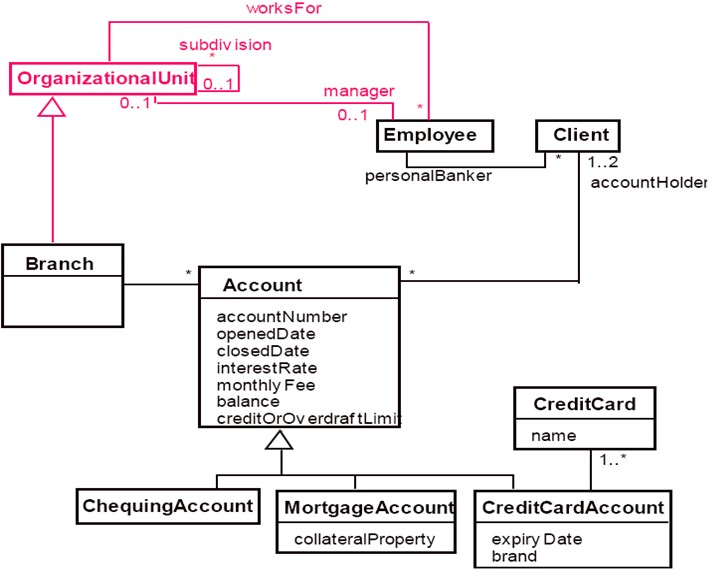 worksFor
subdivision
*
OrganizationalUnit
0..1
0..1
manager
0..1
*
Employee
Client
personalBanker
*
1..2
accountHolder
Branch
*
Account
*
accountNumber
openedDate
closedDate
interestRate
monthly Fee
balance
creditOrOverdraftLimit
CreditCard
name
1..*
ChequingAccount
MortgageAccount
collateralProperty
CreditCardAccount
expiry Date
brand